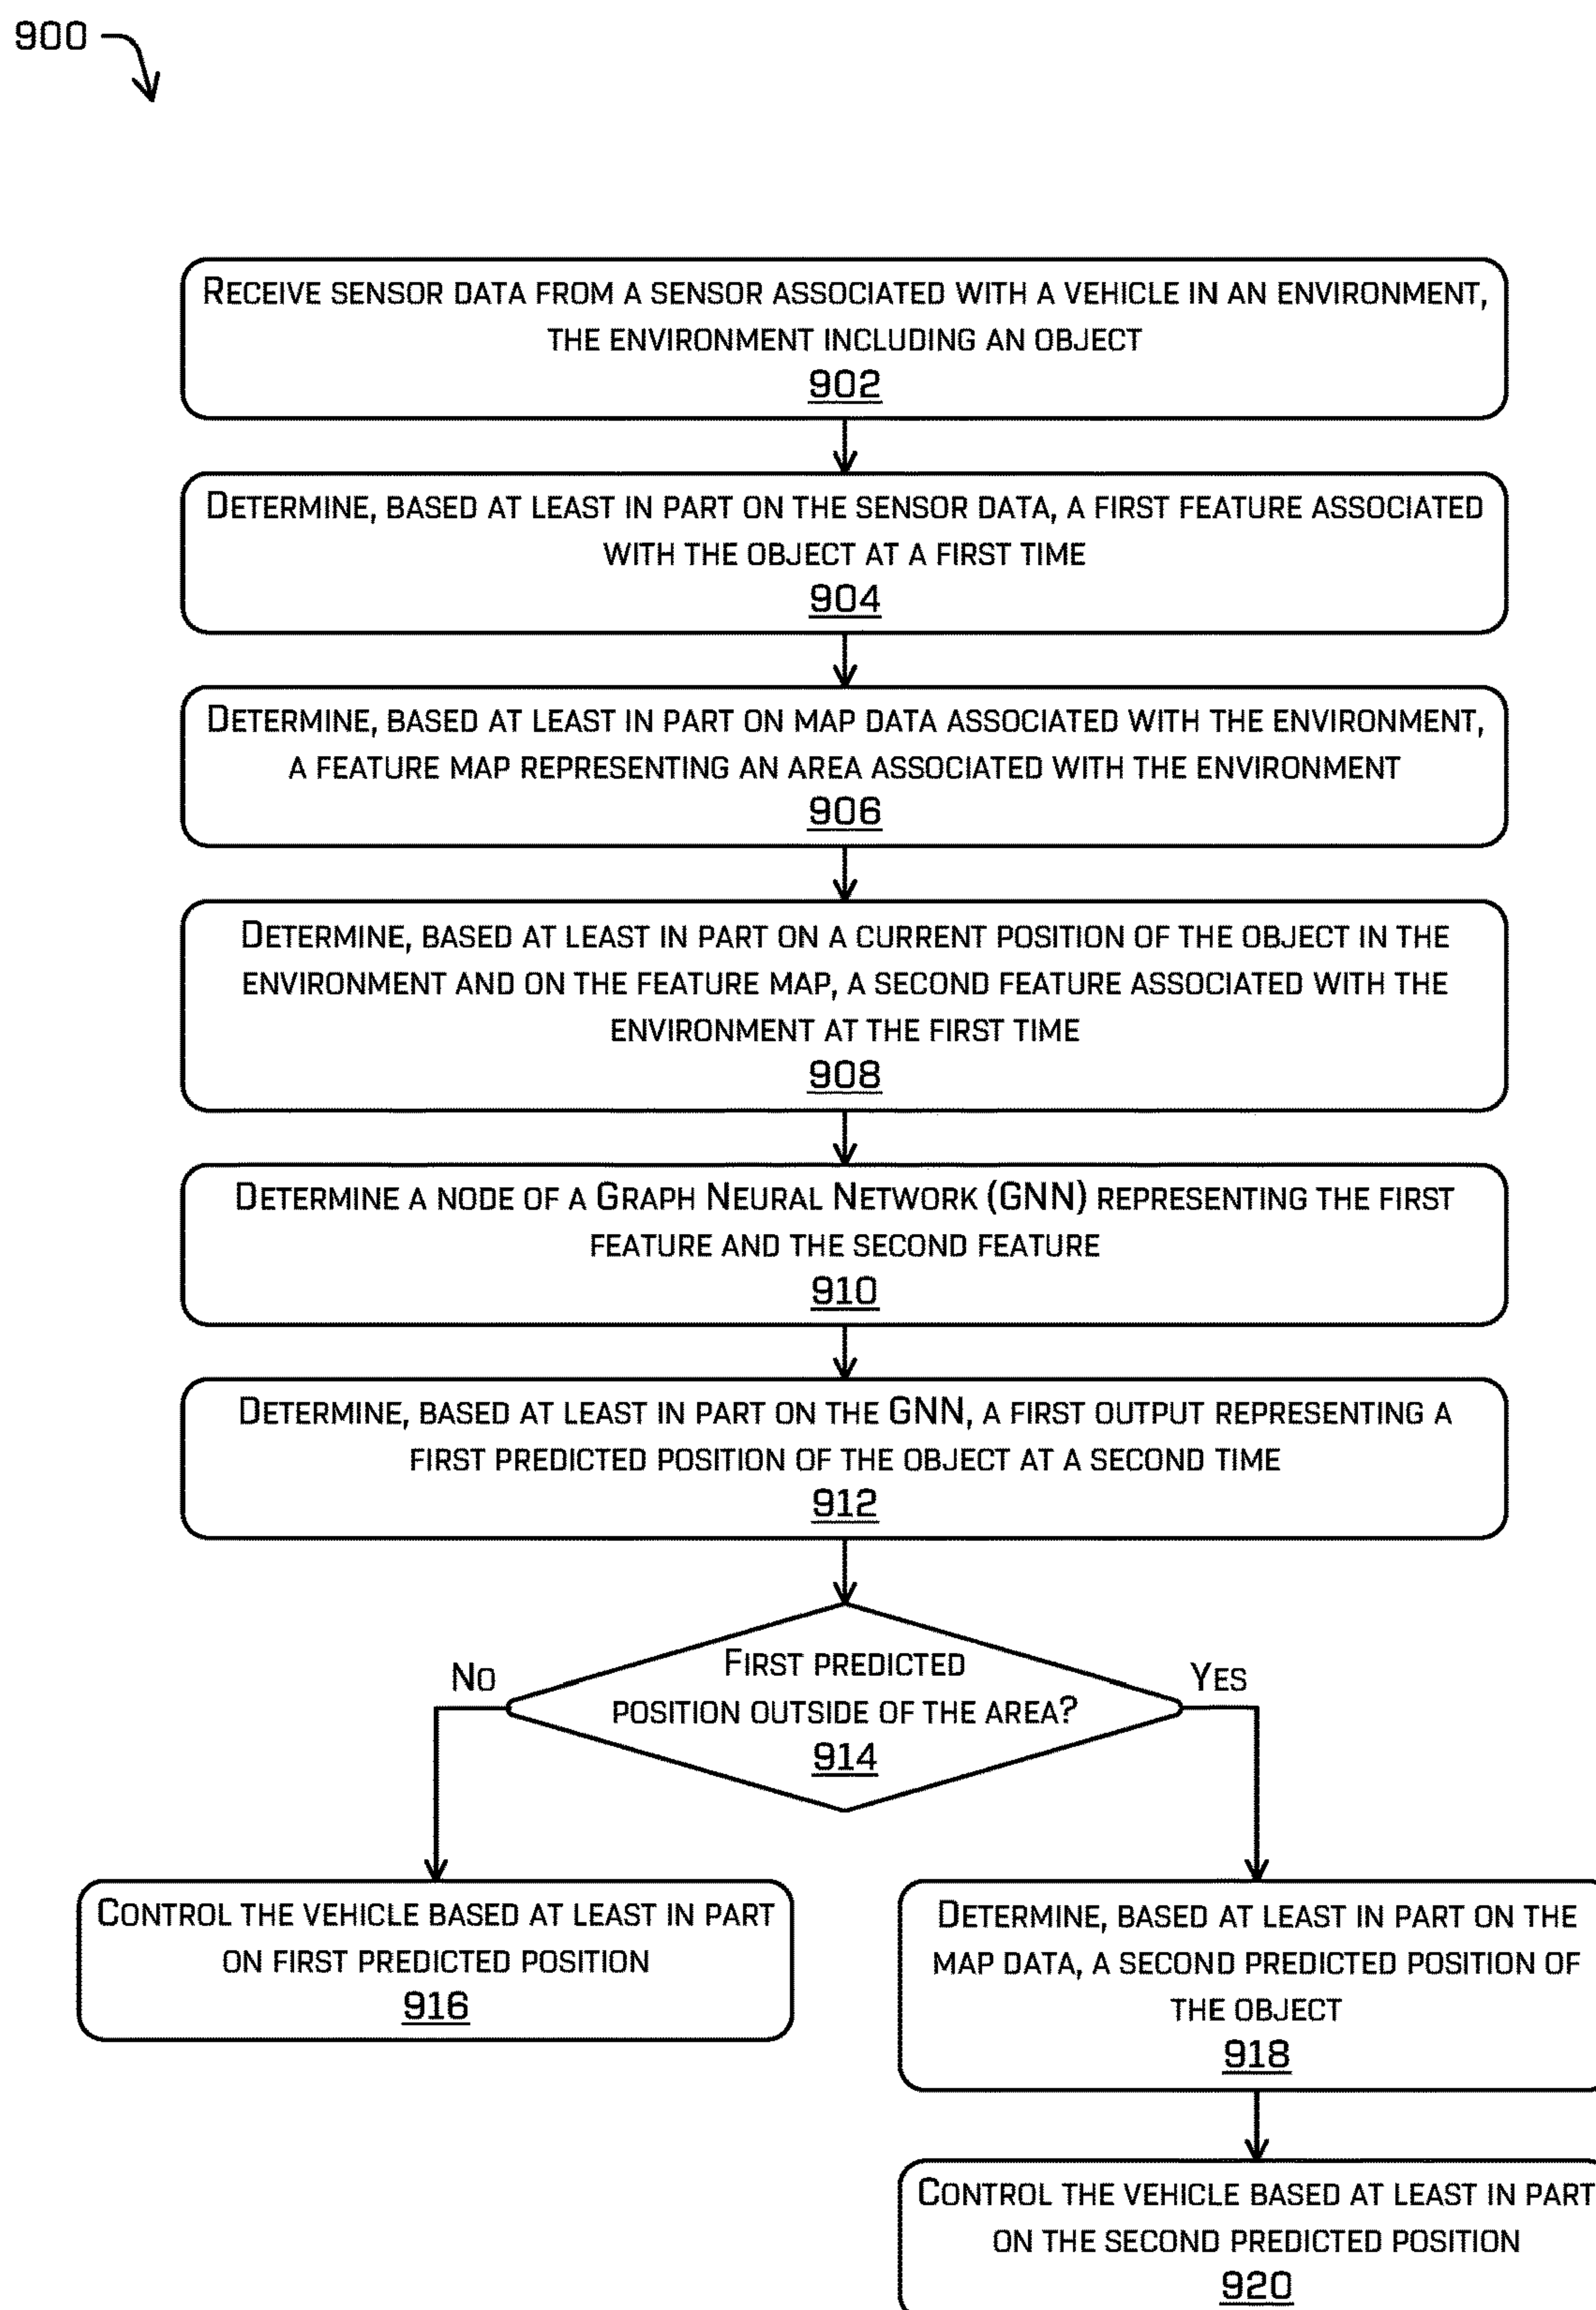 900
Receive sensor data from a sensor associated with a vehicle in an environment,
the environment including an object
902
Determine, based at least in part on the sensor data, a first feature associated
with the object at a first time
904
Determine, based at least in part on map data associated with the environment,
a feature map representing an area associated with the environment
906
Determine, based at least in part on a current position of the object in the
environment and on the feature map, a second feature associated with the
environment at the first time
908
Determine a node of a Graph Neural Network (GNN) representing the first
feature and the second feature
910
Determine, based at least in part on the GNN, a first output representing a
first predicted position of the object at a second time
912
First predicted
position outside of the area?
914
No
Yes
Control the vehicle based at least in part
on first predicted position
916
Determine, based at least in part on the
map data, a second predicted position of
the object
918
Control the vehicle based at least in part
on the second predicted position
920